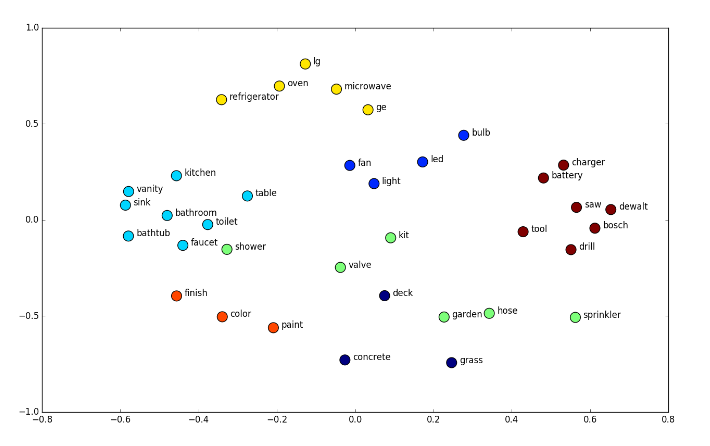 1.0
lg
oven
microwave
refrigerator
ge
0.5
bulb
led
fan
charger
battery
light
kitchen
vanity
table
sink
saw
dewalt
bathroom
0.0
toilet
bosch
tool
bathtub
kit
faucet
shower
drill
valve
finish
deck
hose
−0.5
color
garden
sprinkler
paint
concrete
grass
−1.0
−0.8
−0.6
−0.4
−0.2
0.0
0.2
0.4
0.6
0.8